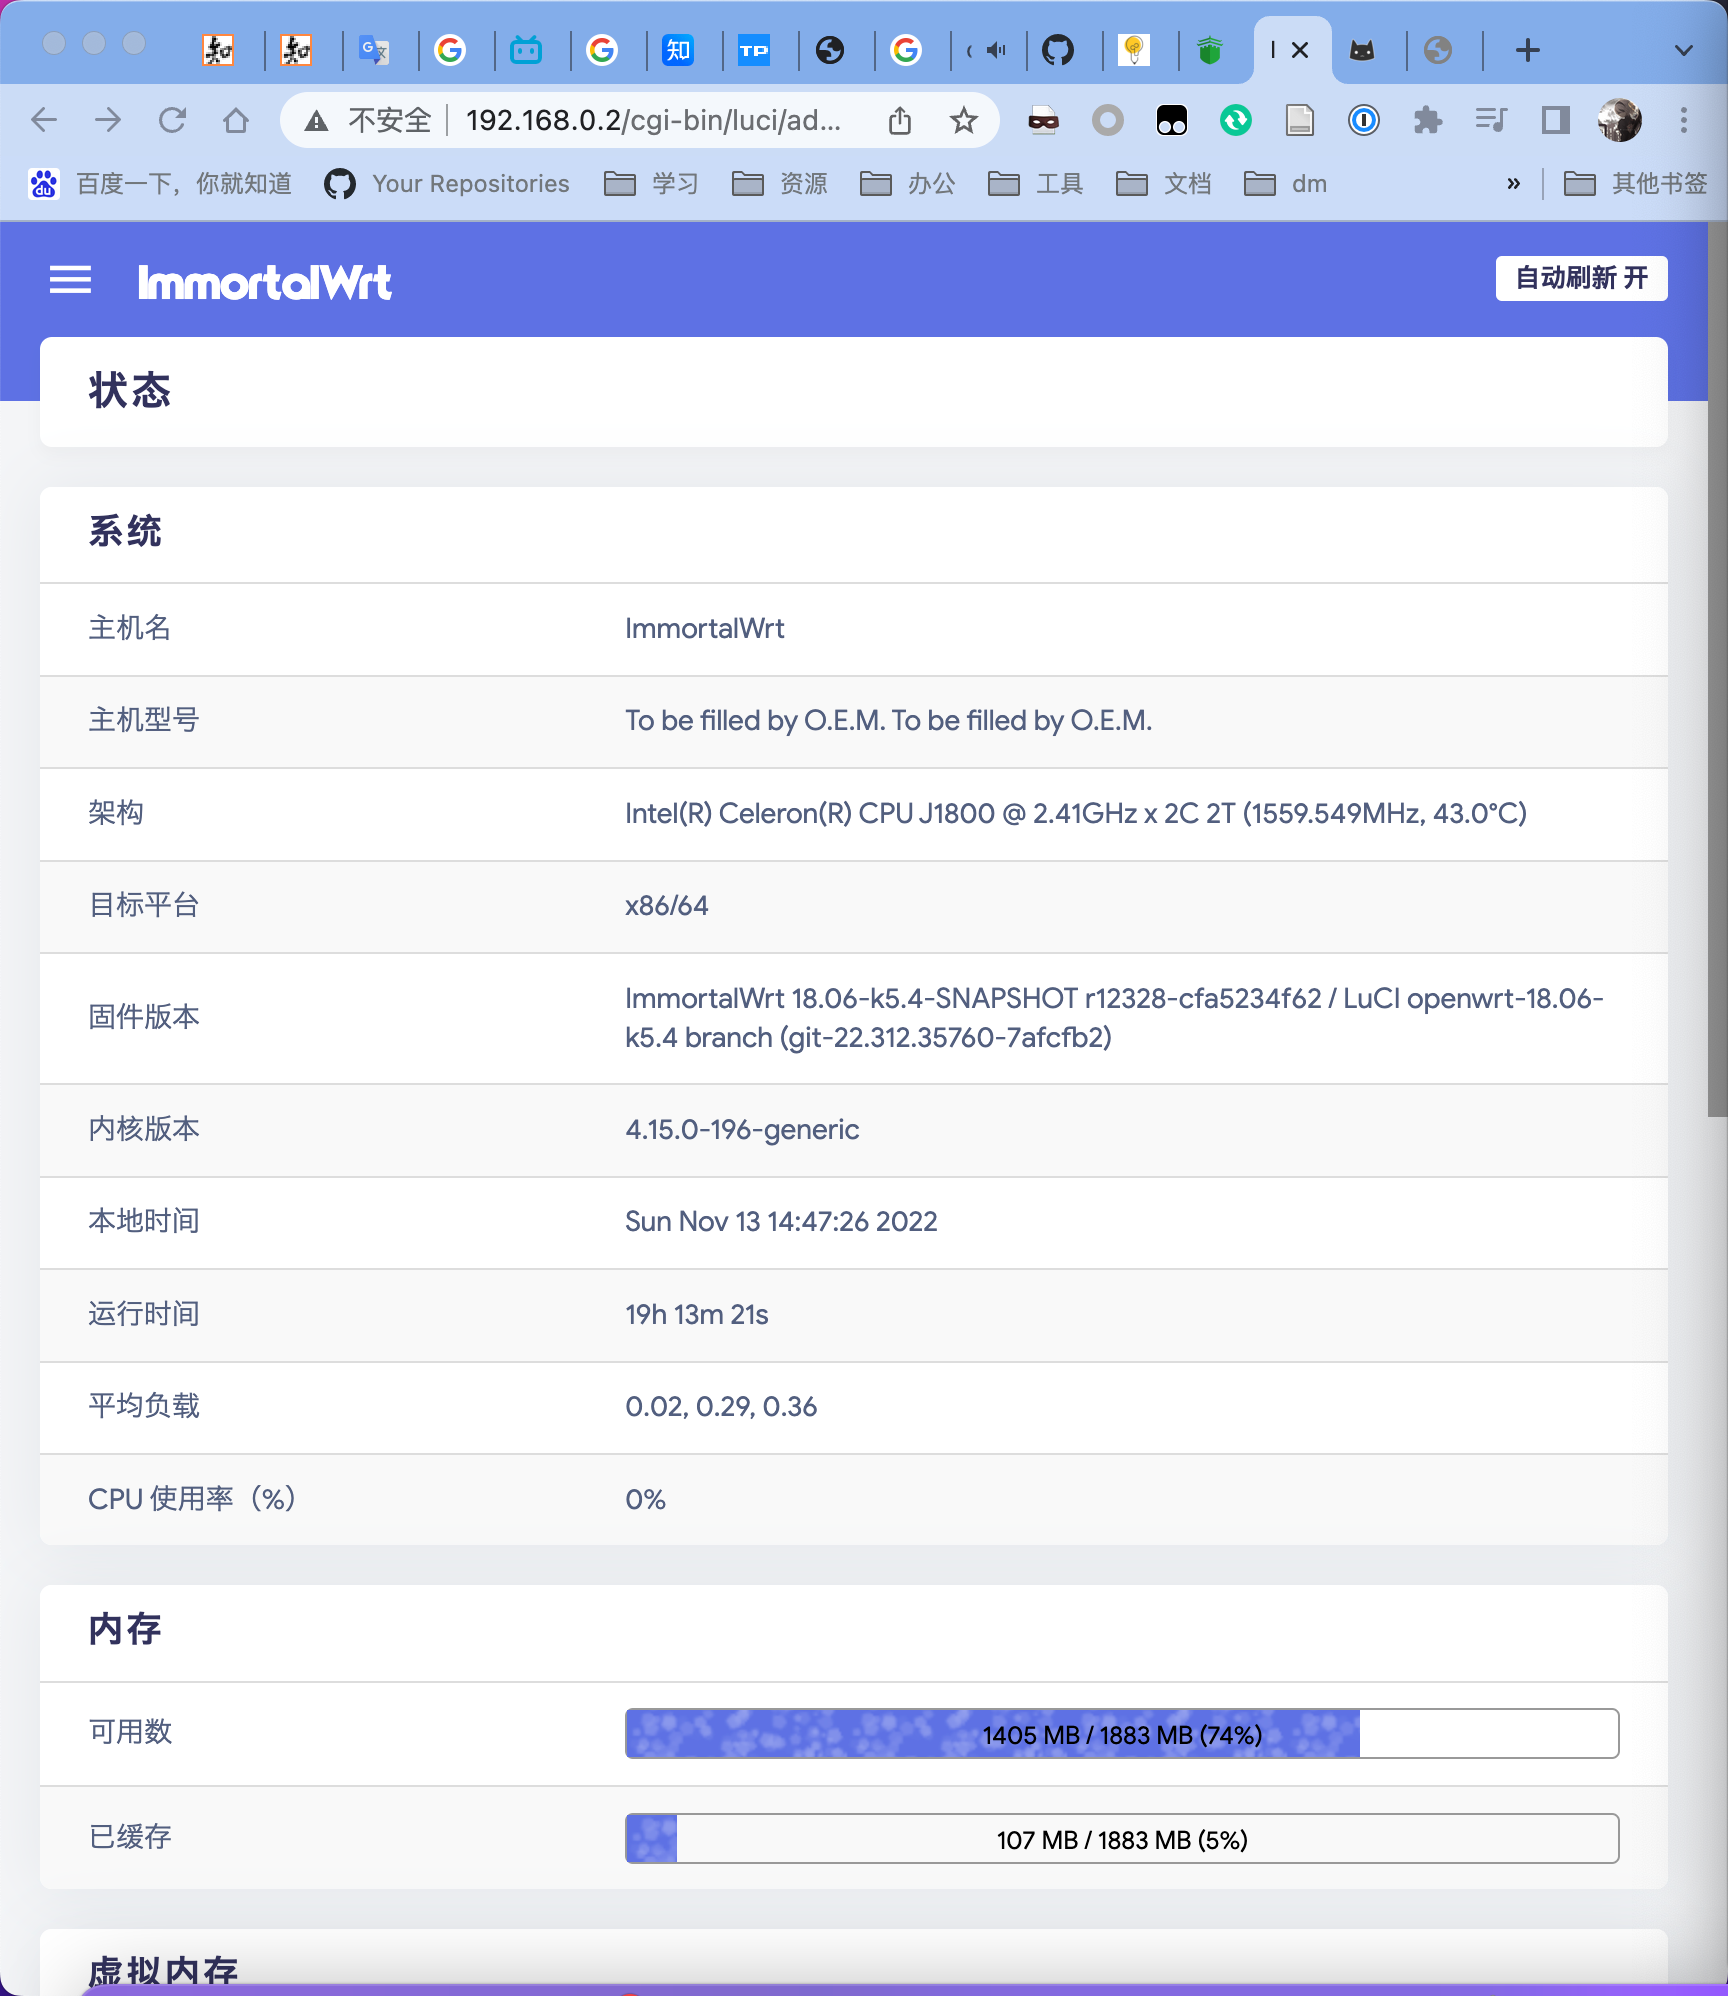 知
TP
不安全
192.168.0.2/cgi-bin/luci/ad...
du 百度一下，你就知道
Your Repositories
学习
资源
办公
工具
文档
dm
»
其他书签
ImmortalWrt
自动刷新 开
状态
系统
主机名 ImmortalWrt
主机型号 To be filled by O.E.M. To be filled by O.E.M.
架构 Intel(R) Celeron(R) CPU J1800 @ 2.41GHz x 2C 2T (1559.549MHz, 43.0°C)
目标平台 x86/64
固件版本 ImmortalWrt 18.06-k5.4-SNAPSHOT r12328-cfa5234f62 / LuCI openwrt-18.06-
k5.4 branch (git-22.312.35760-7afcfb2)
内核版本 4.15.0-196-generic
本地时间 Sun Nov 13 14:47:26 2022
运行时间 19h 13m 21s
平均负载 0.02, 0.29, 0.36
CPU 使用率（%） 0%
内存
可用数 1405 MB / 1883 MB (74%)
已缓存 107 MB / 1883 MB (5%)
虚拟内存